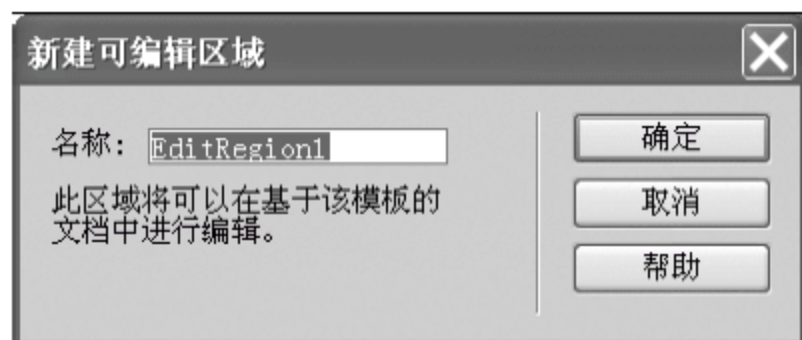 新建可编辑区域
名称: EditRegion1
此区域将可以在基于该模板的
文档中进行编辑。
确定
取消
帮助